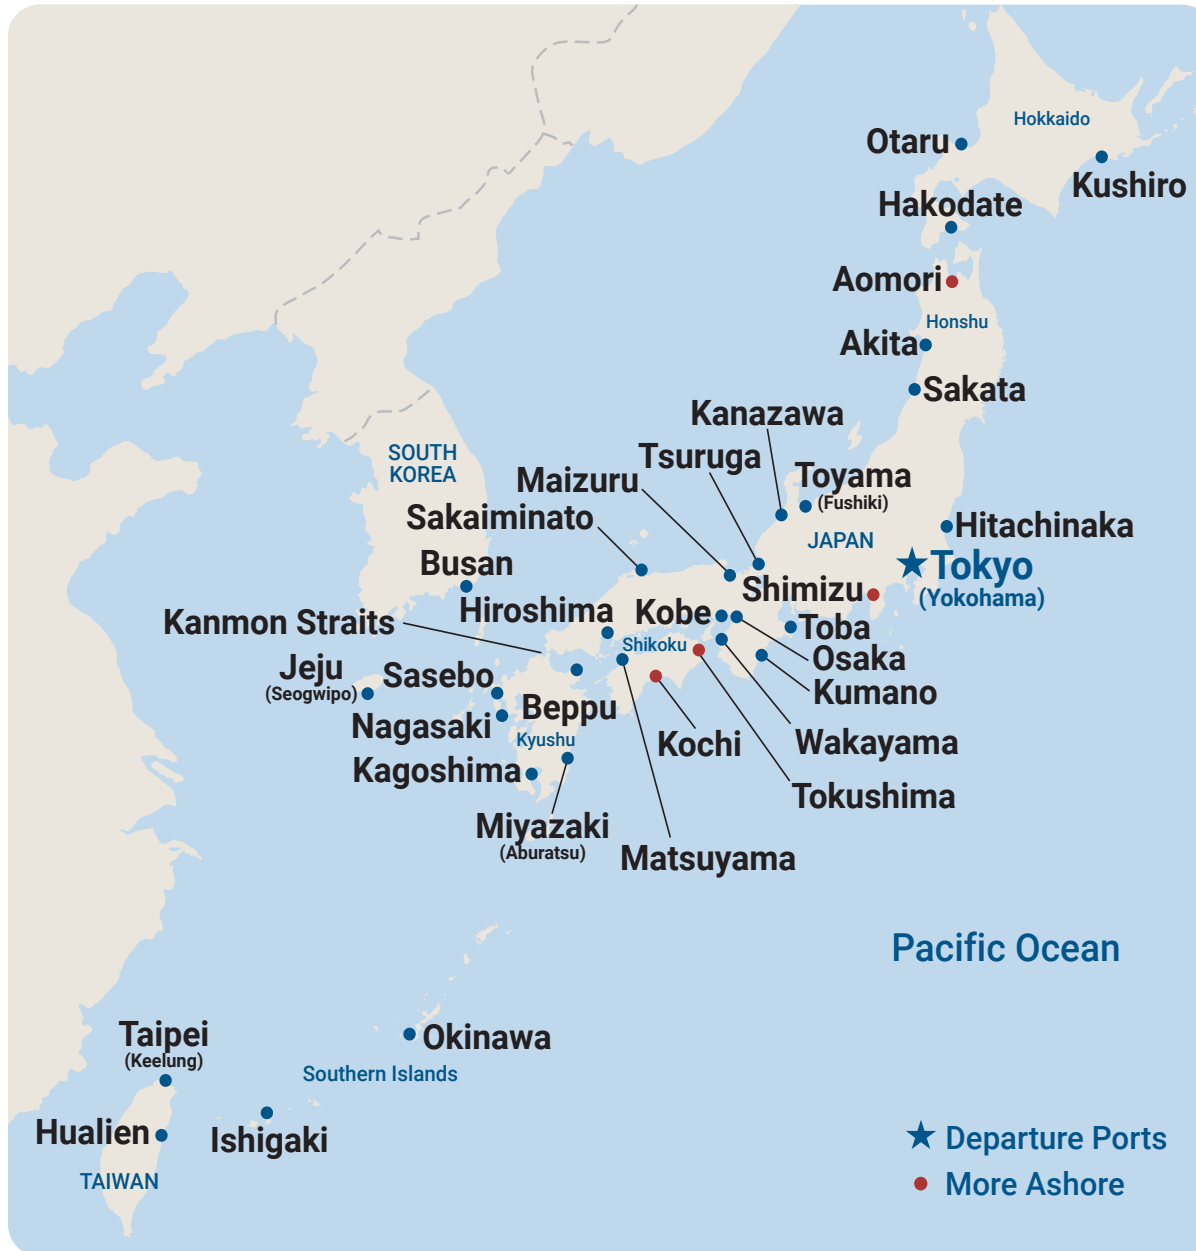 Hokkaido
Otaru
Kushiro
Hakodate
Aomori
Honshu
Akita
Sakata
Kanazawa
SOUTH
KOREA
Tsuruga
Toyama
(Fushiki)
Maizuru
Sakaiminato
Hitachinaka
JAPAN
Busan
Tokyo
(Yokohama)
Shimizu
Hiroshima
Kobe
Kanmon Straits
Toba
Shikoku
Osaka
Jeju
(Seogwipo)
Sasebo
Kumano
Beppu
Nagasaki
Kyushu
Kochi
Wakayama
Kagoshima
Tokushima
Miyazaki
(Aburatsu)
Matsuyama
Pacific Ocean
Taipei
(Keelung)
Okinawa
Southern Islands
Hualien
Ishigaki
TAIWAN
Departure Ports
More Ashore